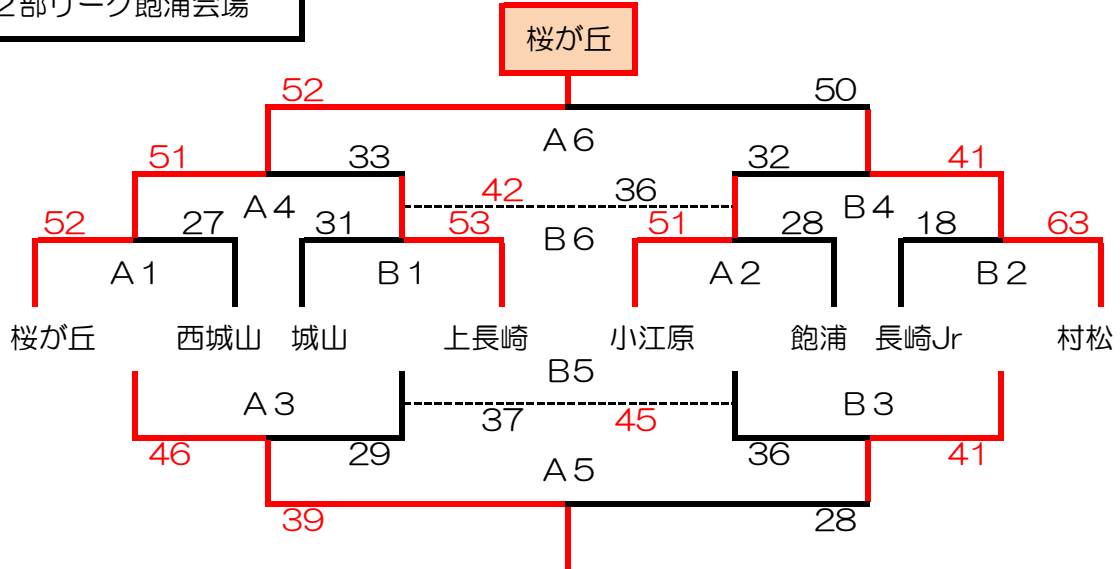 2部リーグ飽浦会場
桜が丘
52 50
A6
51 33 32 41
42 36
A4 B4
52 27 31 53 51 28 18 63
B6
A1 B1 A2 B2
桜が丘 西城山 城山 上長崎 小江原 飽浦 長崎Jr 村松
B5
A3 B3
37 45
46 29 36 41
A5
39 28